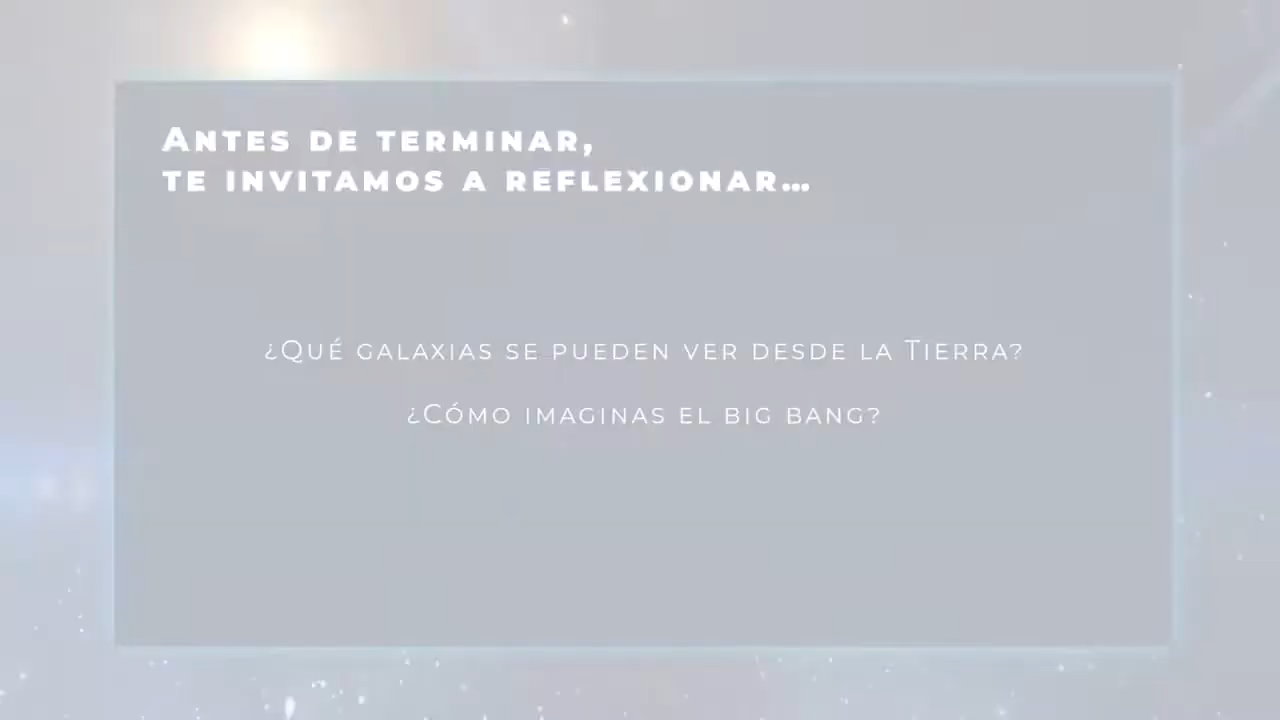 Antes de terminar,
te invitamos a reflexionar...
¿Qué galaxias se pueden ver desde la Tierra?
¿Cómo imaginas el big bang?